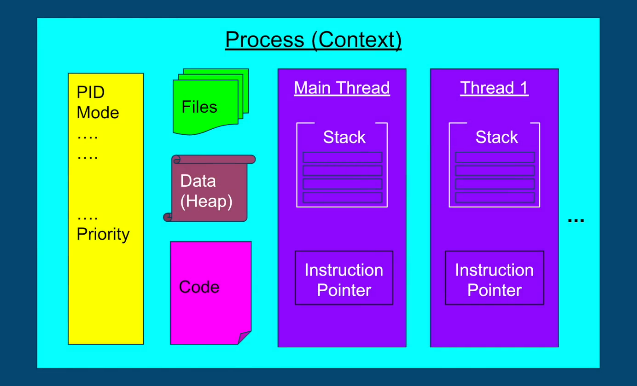 Process (Context)
PID
Mode
....
....
....
Priority
Files
Data
(Heap)
Code
Main Thread
Stack
Instruction
Pointer
Thread 1
Stack
Instruction
Pointer
...